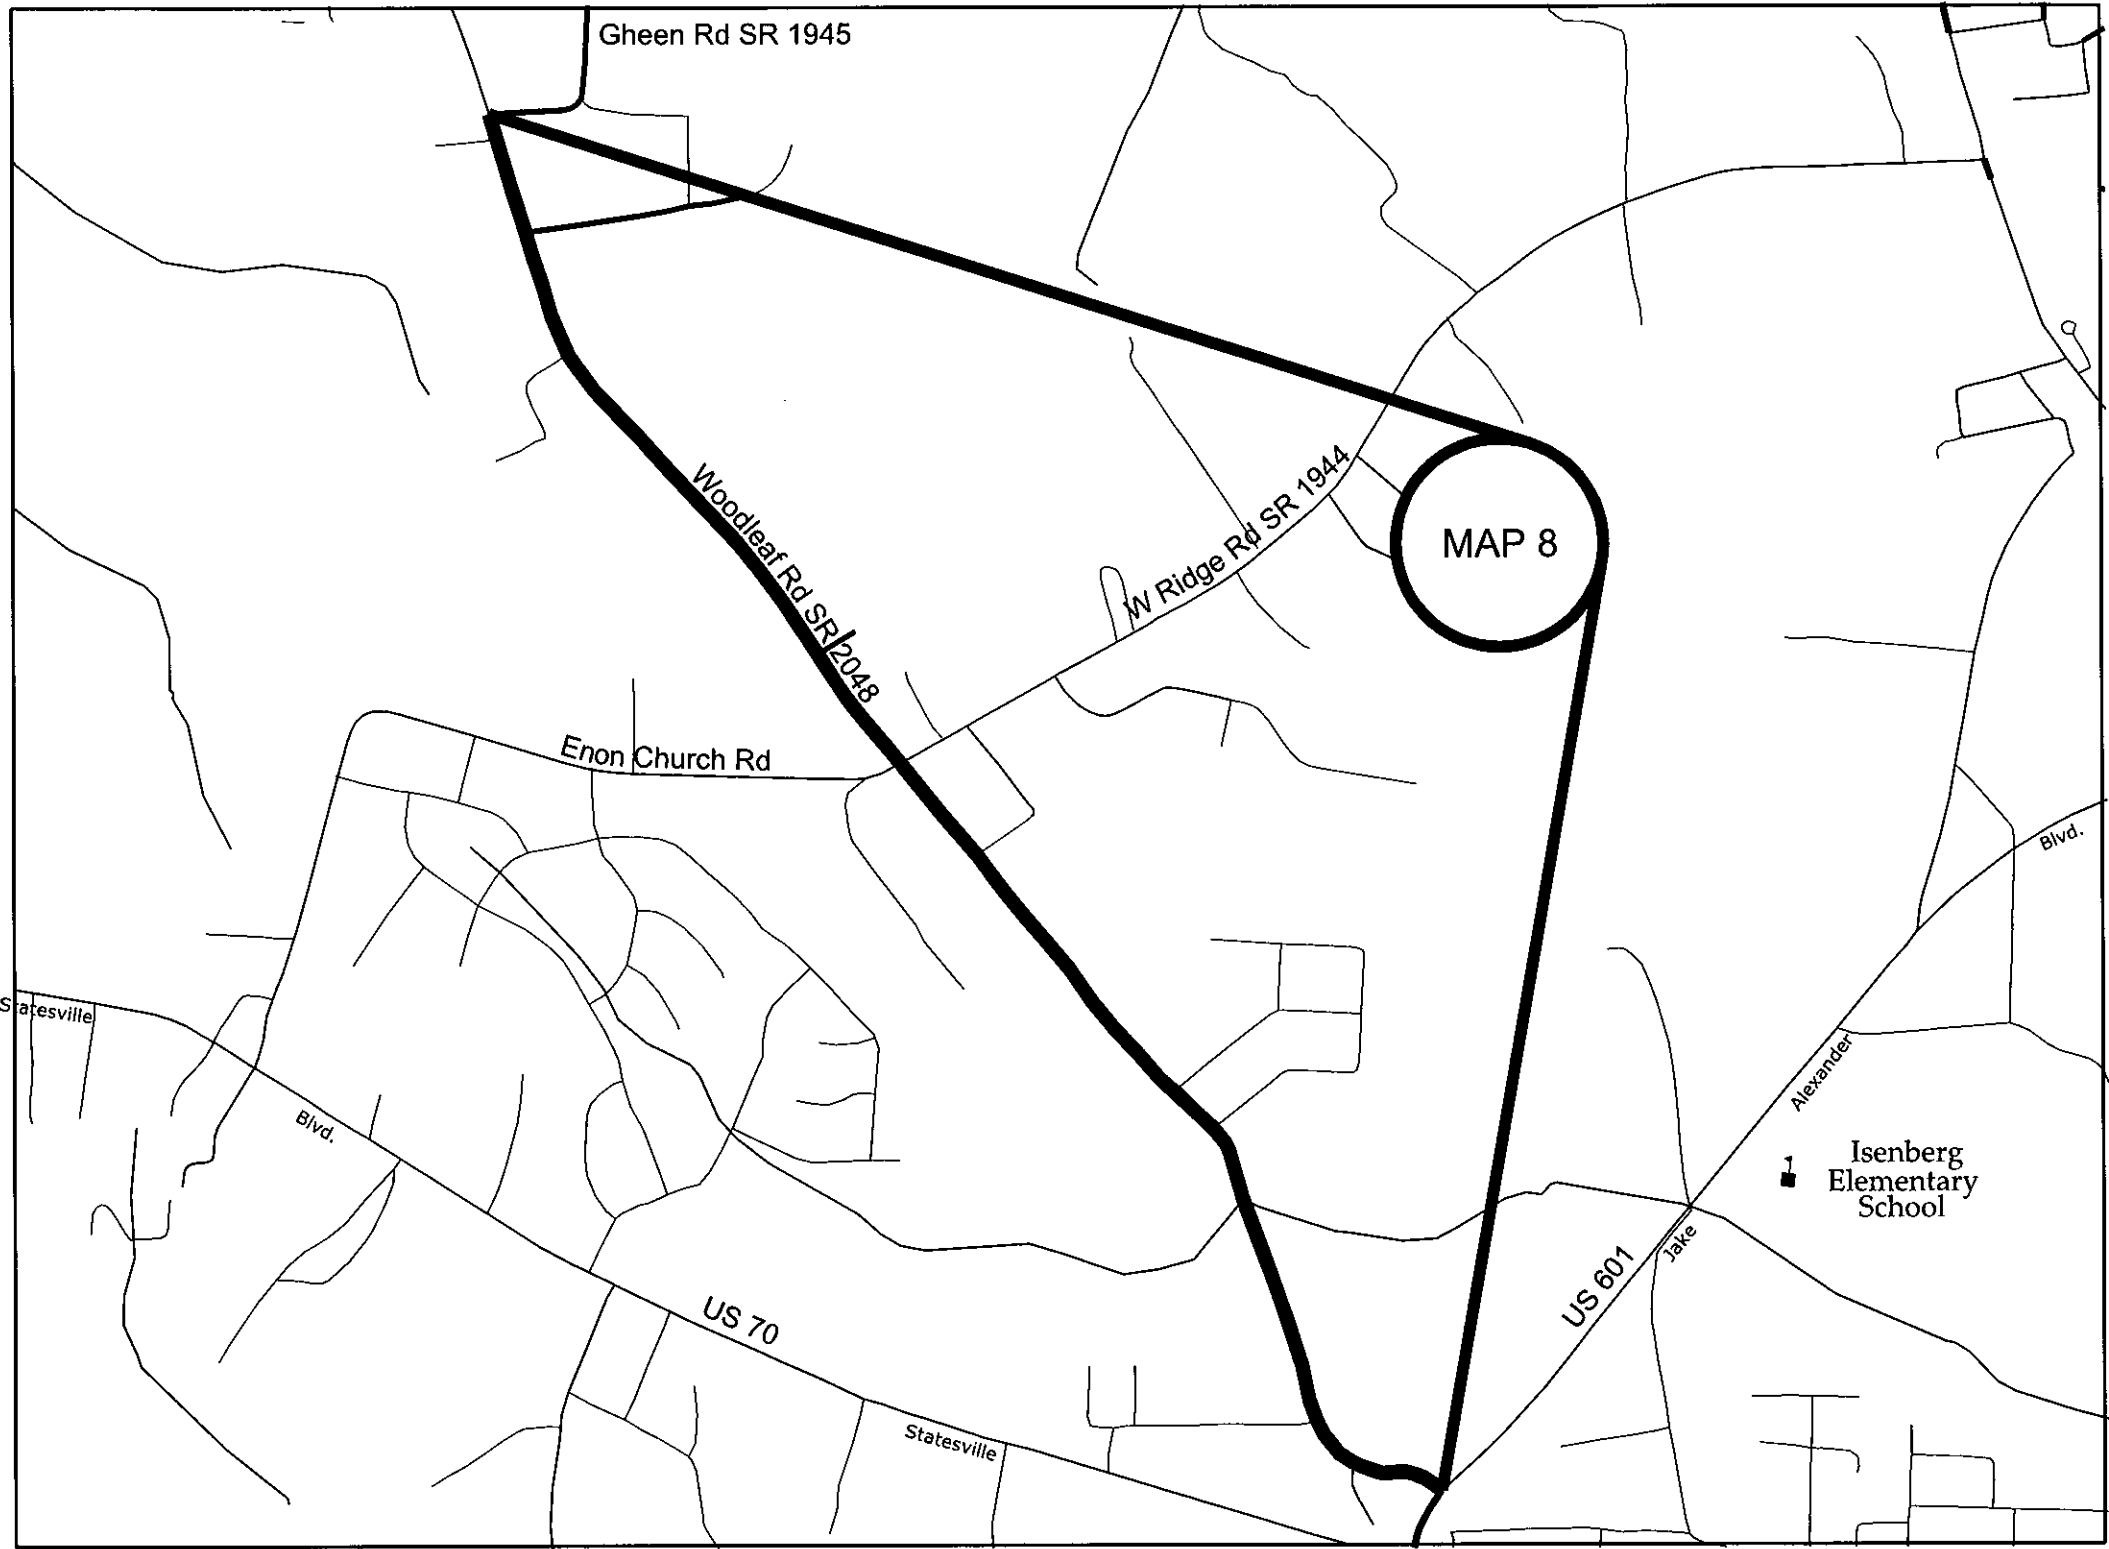 Gheen Rd SR 1945
Woodleaf Rd SR 2048
W Ridge Rd SR 1944
MAP 8
Enon Church Rd
Blvd.
Statesville
Blvd.
Alexander
Isenberg
Elementary
School
Jake
US 601
US 70
Statesville